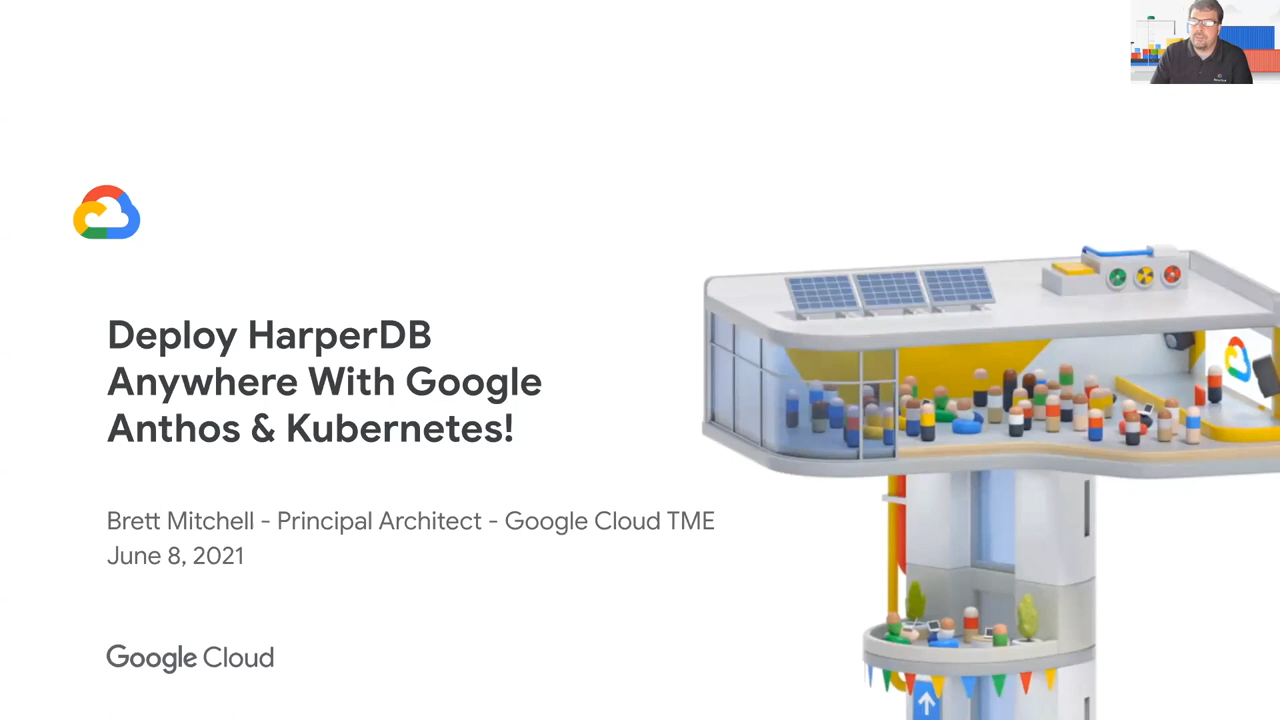 Deploy HarperDB
Anywhere With Google
Anthos & Kubernetes!
Brett Mitchell - Principal Architect - Google Cloud TME
June 8, 2021
Google Cloud